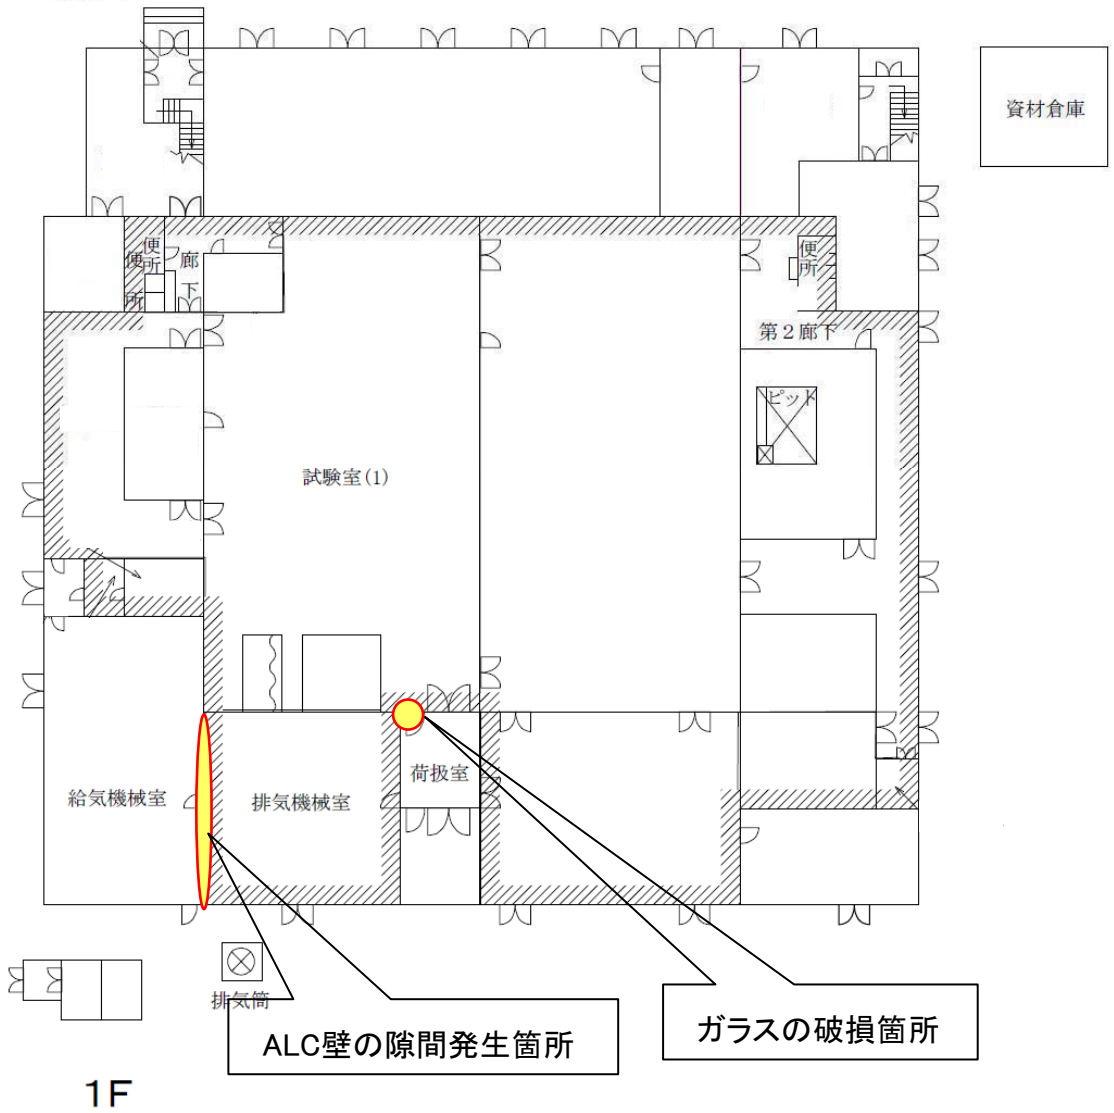 資材倉庫
便所
便所
廊下
便所
第2廊下
ピット
試験室(1)
荷扱室
給気機械室
排気機械室
排気筒
ガラスの破損箇所
ALC壁の隙間発生箇所
1F